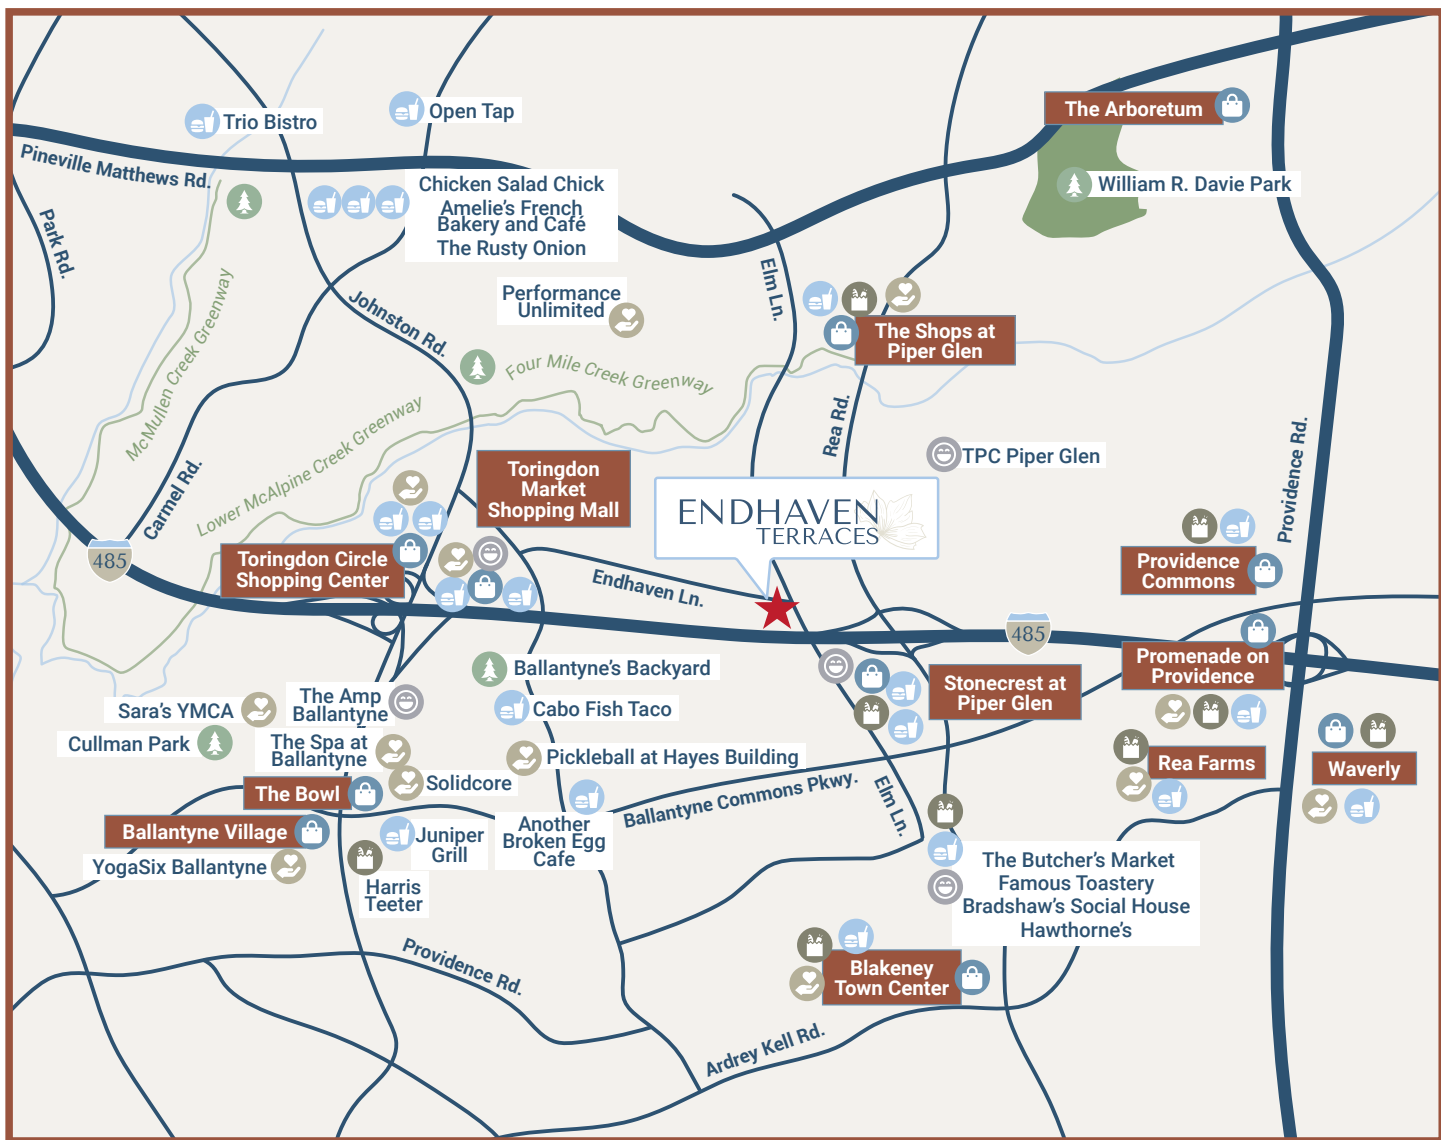 Trio Bistro
Open Tap
The Arboretum
Pineville Matthews Rd.
William R. Davie Park
Chicken Salad Chick
Amelie's French
Bakery and Café
The Rusty Onion
Park Rd.
Elm Ln.
Performance
Unlimited
Johnston Rd.
McMullen Creek Greenway
The Shops at
Piper Glen
Four Mile Creek Greenway
Lower McAlpine Creek Greenway
Rea Rd.
TPC Piper Glen
Providence Rd.
Carmel Rd.
Toringdon
Market
Shopping Mall
ENDHAVEN
TERRACES
485
Toringdon Circle
Shopping Center
Endhaven Ln.
Providence
Commons
485
Promenade on
Providence
Ballantyne's Backyard
Stonecrest at
Piper Glen
Sara's YMCA
The Amp
Ballantyne
Cabo Fish Taco
Cullman Park
The Spa at
Ballantyne
Pickleball at Hayes Building
Rea Farms
Waverly
The Bowl
Solidcore
Ballantyne Commons Pkwy.
Elm Ln.
Ballantyne Village
Juniper
Grill
Another
Broken Egg
Cafe
YogaSix Ballantyne
Harris
Teeter
The Butcher's Market
Famous Toastery
Bradshaw's Social House
Hawthorne's
Providence Rd.
Blakeney
Town Center
Ardrey Kell Rd.